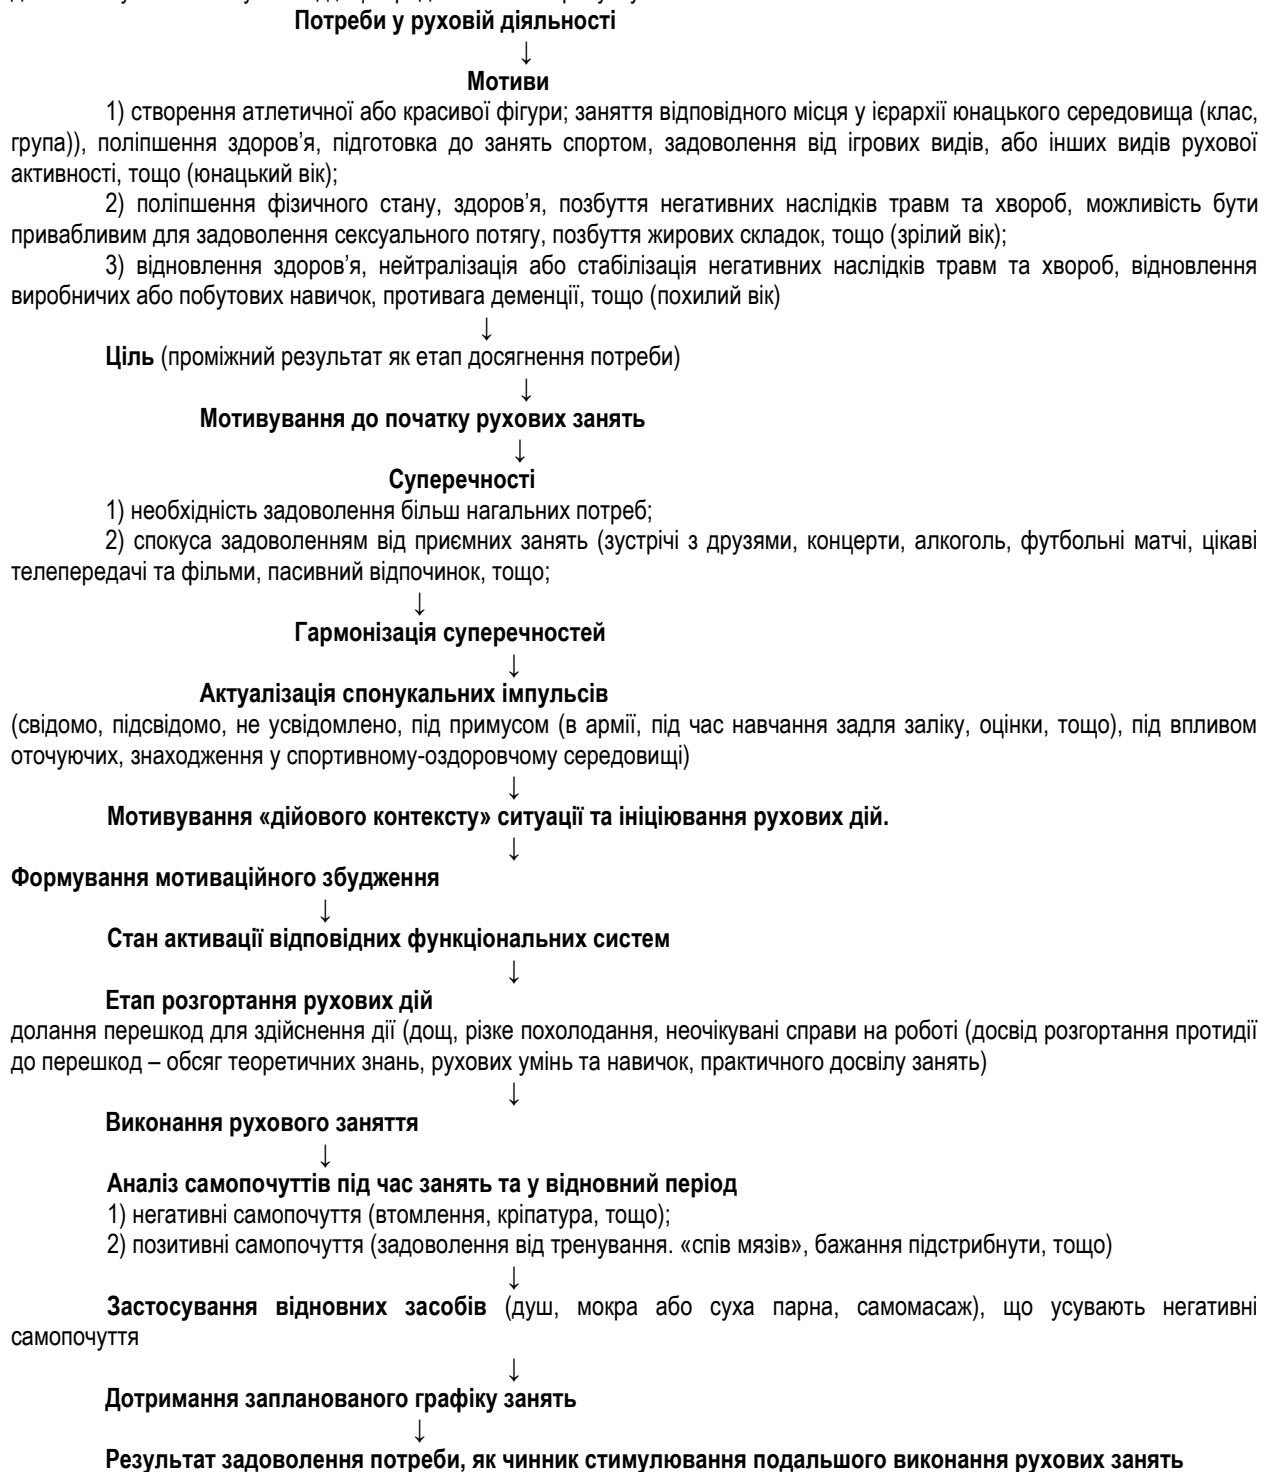 Потреби у руховій діяльності
↓
Мотиви
1) створення атлетичної або красивої фігури; заняття відповідного місця у ієрархії юнацького середовища (клас,
група)), поліпшення здоров’я, підготовка до занять спортом, задоволення від ігрових видів, або інших видів рухової
активності, тощо (юнацький вік);
2) поліпшення фізичного стану, здоров’я, позбуття негативних наслідків травм та хвороб, можливість бути
привабливим для задоволення сексуального потягу, позбуття жирових складок, тощо (зрілий вік);
3) відновлення здоров’я, нейтралізація або стабілізація негативних наслідків травм та хвороб, відновлення
виробничих або побутових навичок, противага деменції, тощо (похилий вік)
↓
Ціль (проміжний результат як етап досягнення потреби)
↓
Мотивування до початку рухових занять
↓
Суперечності
1) необхідність задоволення більш нагальних потреб;
2) спокуса задоволенням від приємних занять (зустрічі з друзями, концерти, алкоголь, футбольні матчі, цікаві
телепередачі та фільми, пасивний відпочинок, тощо;
↓
Гармонізація суперечностей
↓
Актуалізація спонукальних імпульсів
(свідомо, підсвідомо, не усвідомлено, під примусом (в армії, під час навчання задля заліку, оцінки, тощо), під впливом
оточуючих, знаходження у спортивному-оздоровчому середовищі)
↓
Мотивування «дійового контексту» ситуації та ініціювання рухових дій.
↓
Формування мотиваційного збудження
↓
Стан активації відповідних функціональних систем
↓
Етап розгортання рухових дій
долання перешкод для здійснення дії (дощ, різке похолодання, неочікувані справи на роботі (досвід розгортання протидії
до перешкод – обсяг теоретичних знань, рухових умінь та навичок, практичного досвілу занять)
↓
Виконання рухового заняття
↓
Аналіз самопочуттів під час занять та у відновний період
1) негативні самопочуття (втомлення, кріпатура, тощо);
2) позитивні самопочуття (задоволення від тренування. «спів мязів», бажання підстрибнути, тощо)
↓
Застосування відновних засобів (душ, мокра або суха парна, самомасаж), що усувають негативні
самопочуття
↓
Дотримання запланованого графіку занять
↓
Результат задоволення потреби, як чинник стимулювання подальшого виконання рухових занять